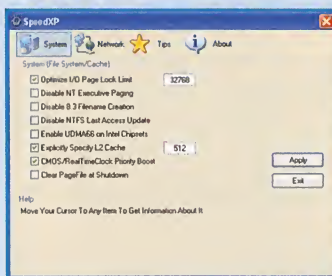 SpeedXP
System Network Tips About
System (File System/Cache)
Optimize I/O Page Lock Limit 32768
Disable NT Executive Paging
Disable 8.3 Filename Creation
Disable NTFS Last Access Update
Enable UDMA66 on Intel Chipsets
Explicitly Specify L2 Cache 512
CMOS/RealTimeClock Priority Boost
Clear PageFile at Shutdown
Apply
Exit
Help
Move Your Cursor To Any Item To Get Information About It